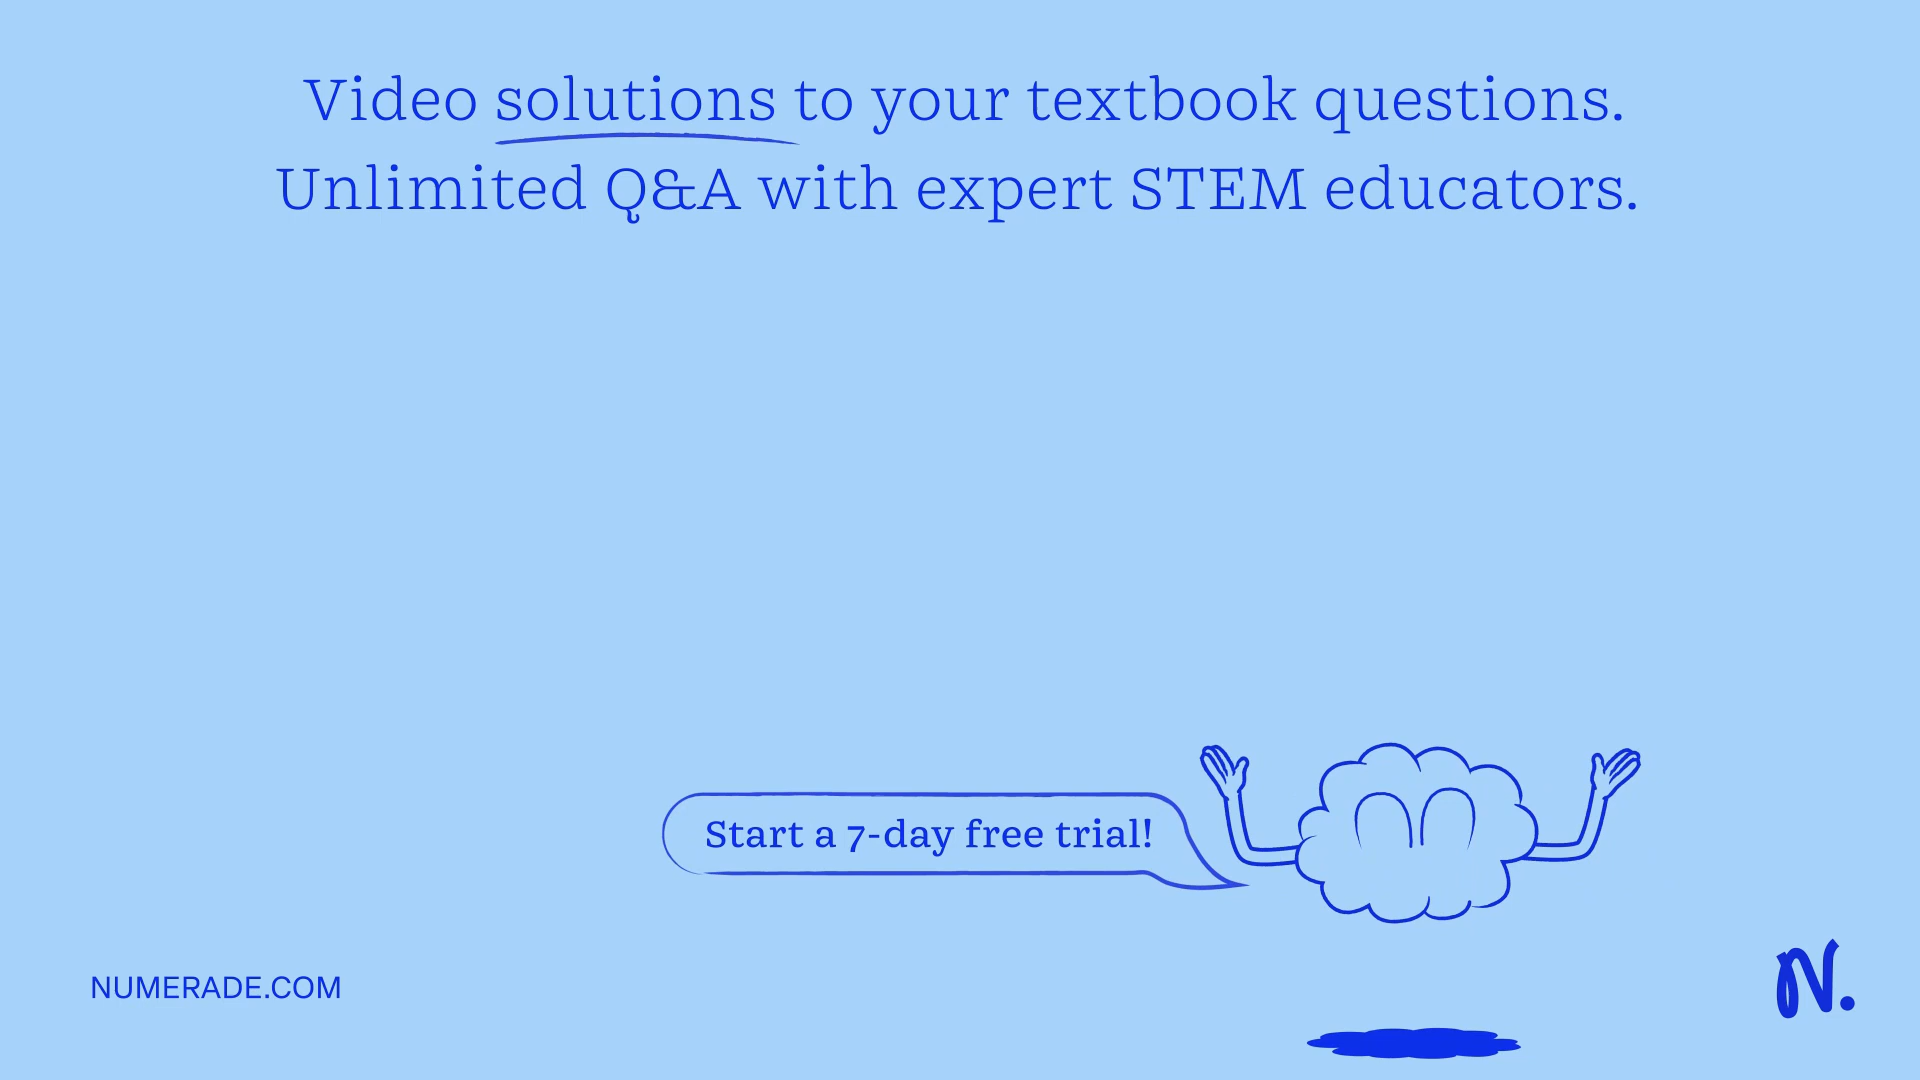 Video solutions to your textbook questions.
Unlimited Q&A with expert STEM educators.
Start a 7-day free trial!
NUMERADE.COM
N.